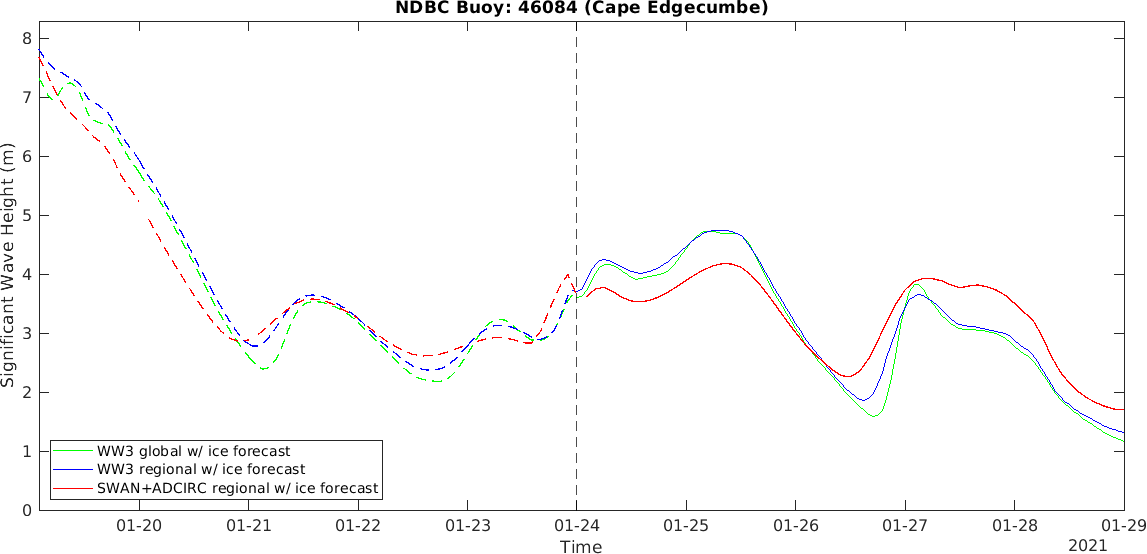 NDBC Buoy: 46084 (Cape Edgecumbe)
8
7
6
5
4
3
2
1
0
Significant Wave Height (m)
WW3 global w/ ice forecast
WW3 regional w/ ice forecast
SWAN+ADCIRC regional w/ ice forecast
01-20 01-21 01-22 01-23 01-24 01-25 01-26 01-27 01-28 01-29
Time
2021